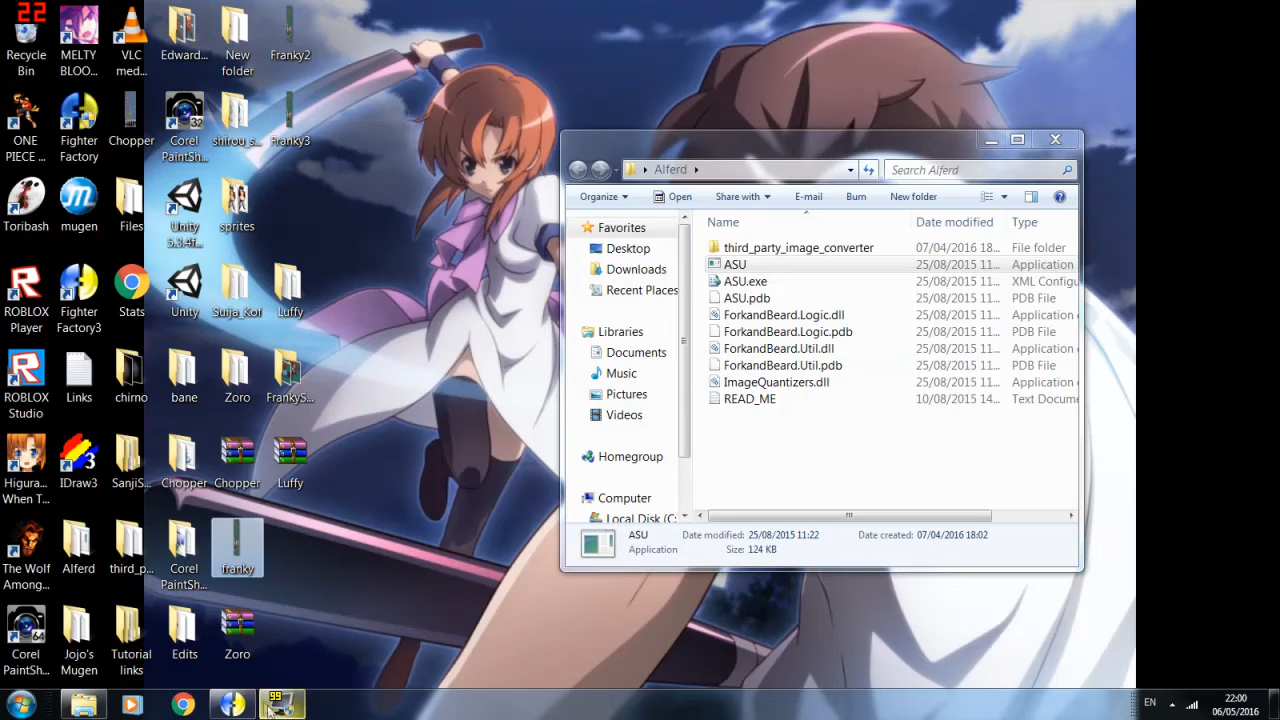 22
Recycle
Bin
MELTY
BLOO...
VLC
med...
Edward...
New
folder
Franky2
ONE
PIECE ...
Fighter
Factory
Chopper
32
Corel
PaintSh...
shirou_s...
Franky3
Toribash
mugen
Files
Unity
5.3.4f...
sprites
ROBLOX
Player
Fighter
Factory3
Stats
Unity
Suija_Kof
Luffy
ROBLOX
Studio
Links
chirno
bane
Zoro
FrankyS...
Higura...
When T...
3
IDraw3
SanjiS...
Chopper
Chopper
Luffy
The Wolf
Among...
Alferd
third_p...
Corel
PaintSh...
franky
64
Corel
PaintSh...
Jojo's
Mugen
Tutorial
links
Edits
Zoro
Alferd
Search Alferd
Organize
Open
Share with
E-mail
Burn
New folder
Favorites
Desktop
Downloads
Recent Places
Libraries
Documents
Music
Pictures
Videos
Homegroup
Computer
Local Disk (C:
Name
Date modified
Type
third_party_image_converter
07/04/2016 18...
File folder
ASU
25/08/2015 11...
Application
ASU.exe
25/08/2015 11...
XML Configu
ASU.pdb
25/08/2015 11...
PDB File
ForkandBeard.Logic.dll
25/08/2015 11...
Application e
ForkandBeard.Logic.pdb
25/08/2015 11...
PDB File
ForkandBeard.Util.dll
25/08/2015 11...
Application e
ForkandBeard.Util.pdb
25/08/2015 11...
PDB File
ImageQuantizers.dll
25/08/2015 11...
Application e
READ_ME
10/08/2015 14...
Text Docume
ASU
Date modified: 25/08/2015 11:22
Date created: 07/04/2016 18:02
Application
Size: 124 KB
99
EN
22:00
06/05/2016